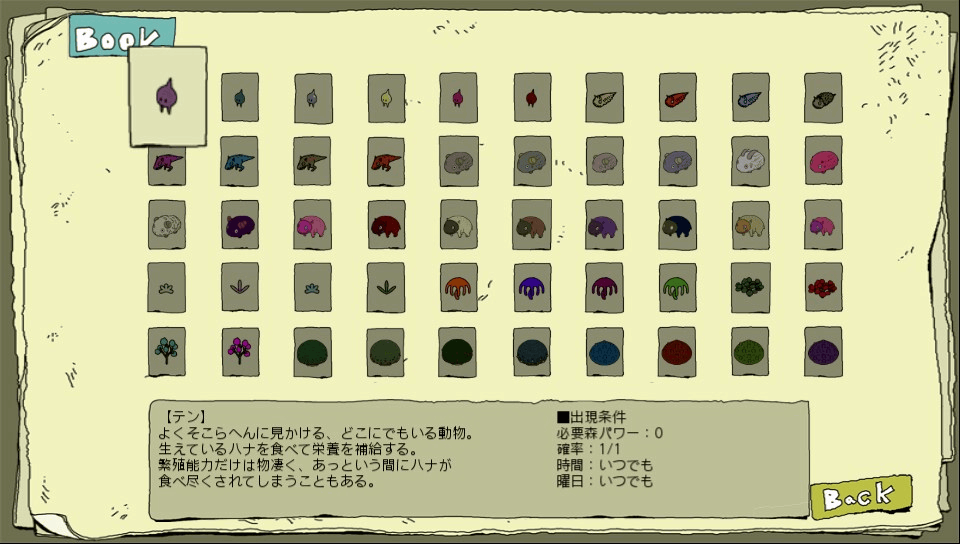 Book
【テン】
よくそこらへんに見かける、どこにでもいる動物。
生えているハナを食べて栄養を補給する。
繁殖能力だけは物凄く、あっという間にハナが
食べ尽くされてしまうこともある。
■出現条件
必要森パワー：0
確率：1/1
時間：いつでも
曜日：いつでも
Back